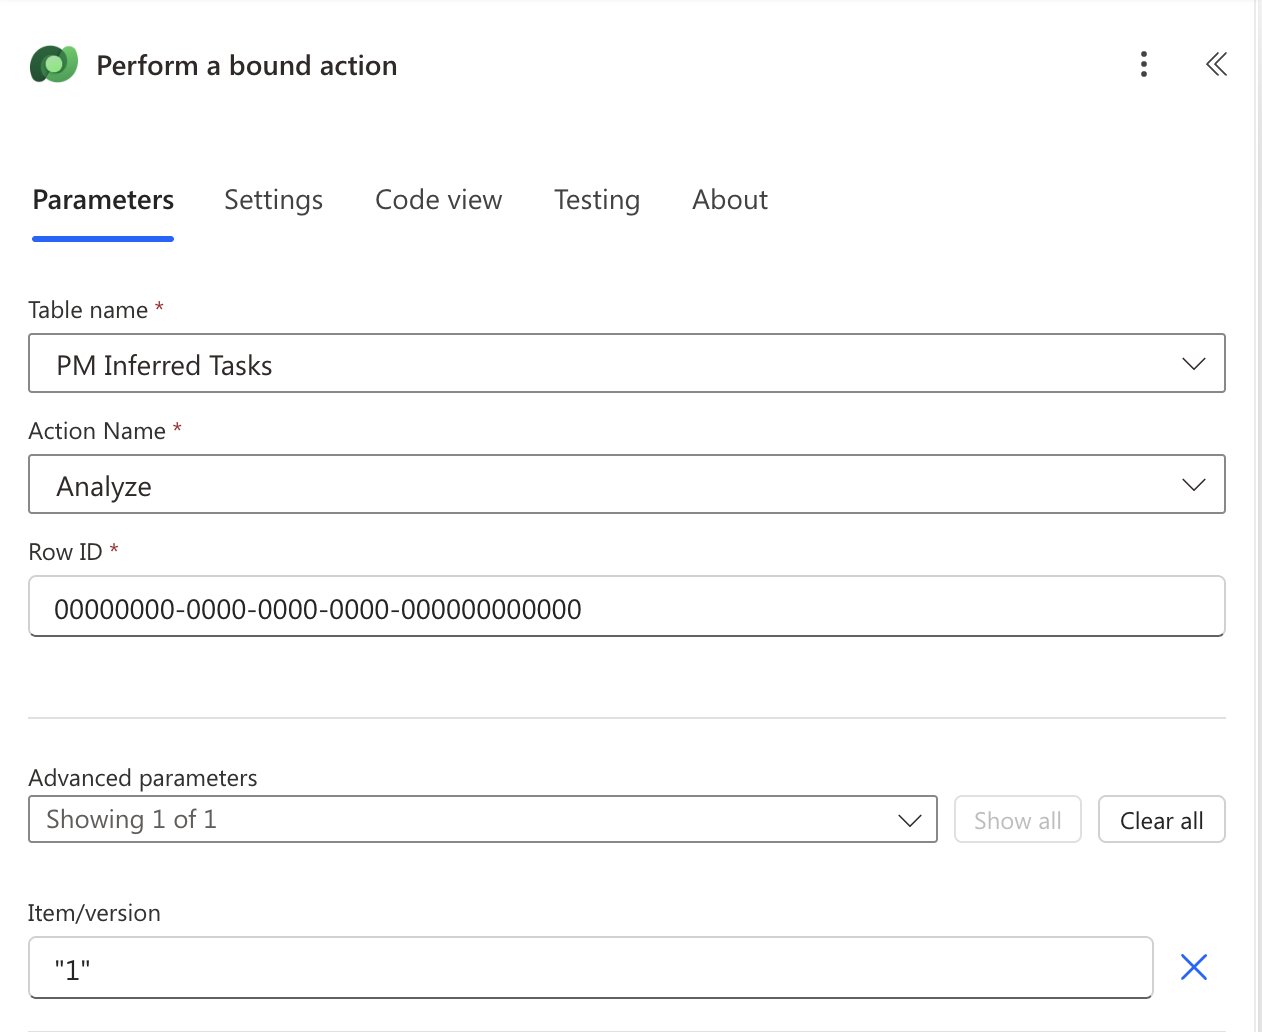 Perform a bound action
Parameters Settings Code view Testing About
Table name *
PM Inferred Tasks
Action Name *
Analyze
Row ID *
00000000-0000-0000-0000-000000000000
Advanced parameters
Showing 1 of 1 Show all Clear all
Item/version
"1"